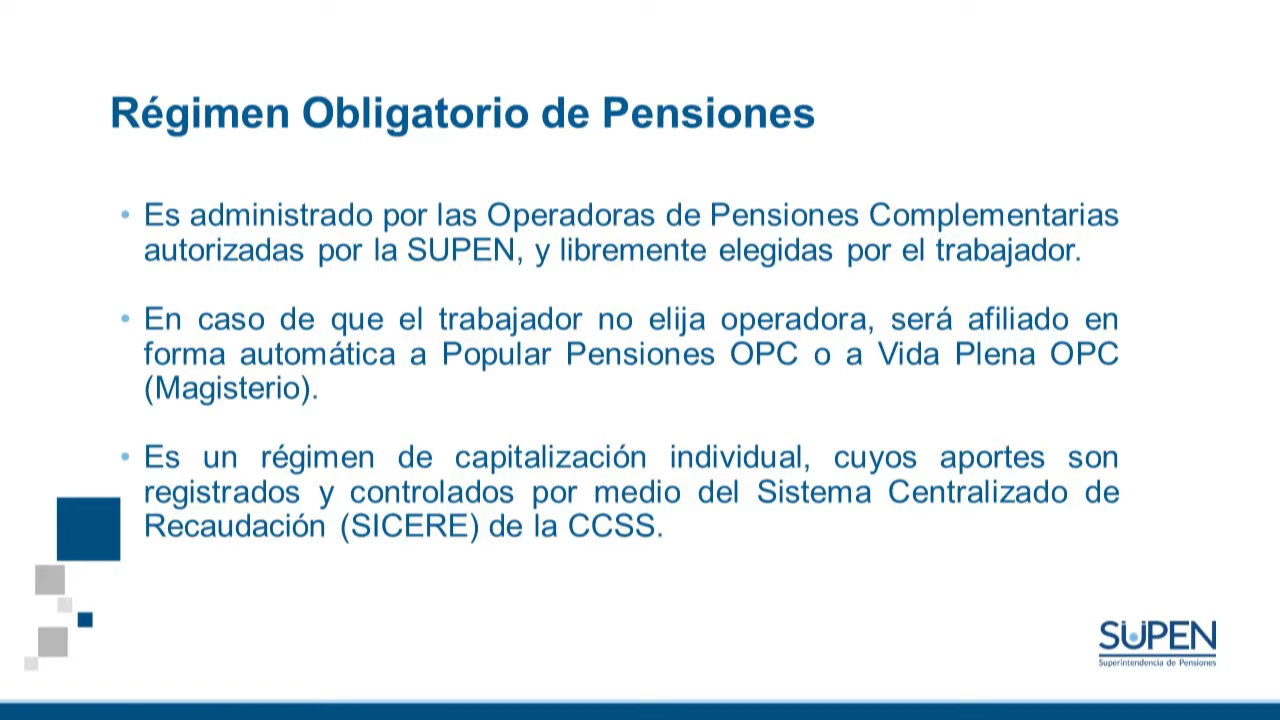 Régimen Obligatorio de Pensiones
• Es administrado por las Operadoras de Pensiones Complementarias
autorizadas por la SUPEN, y libremente elegidas por el trabajador.
• En caso de que el trabajador no elija operadora, será afiliado en
forma automática a Popular Pensiones OPC o a Vida Plena OPC
(Magisterio).
• Es un régimen de capitalización individual, cuyos aportes son
registrados y controlados por medio del Sistema Centralizado de
Recaudación (SICERE) de la CCSS.
SUPEN
Superintendencia de Pensiones